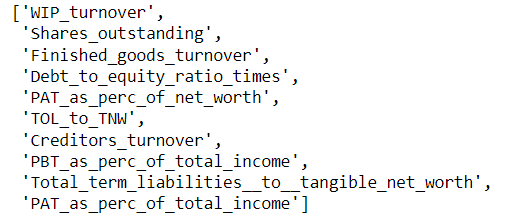 ['WIP_turnover',
'Shares_outstanding',
'Finished_goods_turnover',
'Debt_to_equity_ratio_times',
'PAT_as_perc_of_net_worth',
'TOL_to_TNW',
'Creditors_turnover',
'PBT_as_perc_of_total_income',
'Total_term_liabilities__to__tangible_net_worth',
'PAT_as_perc_of_total_income']